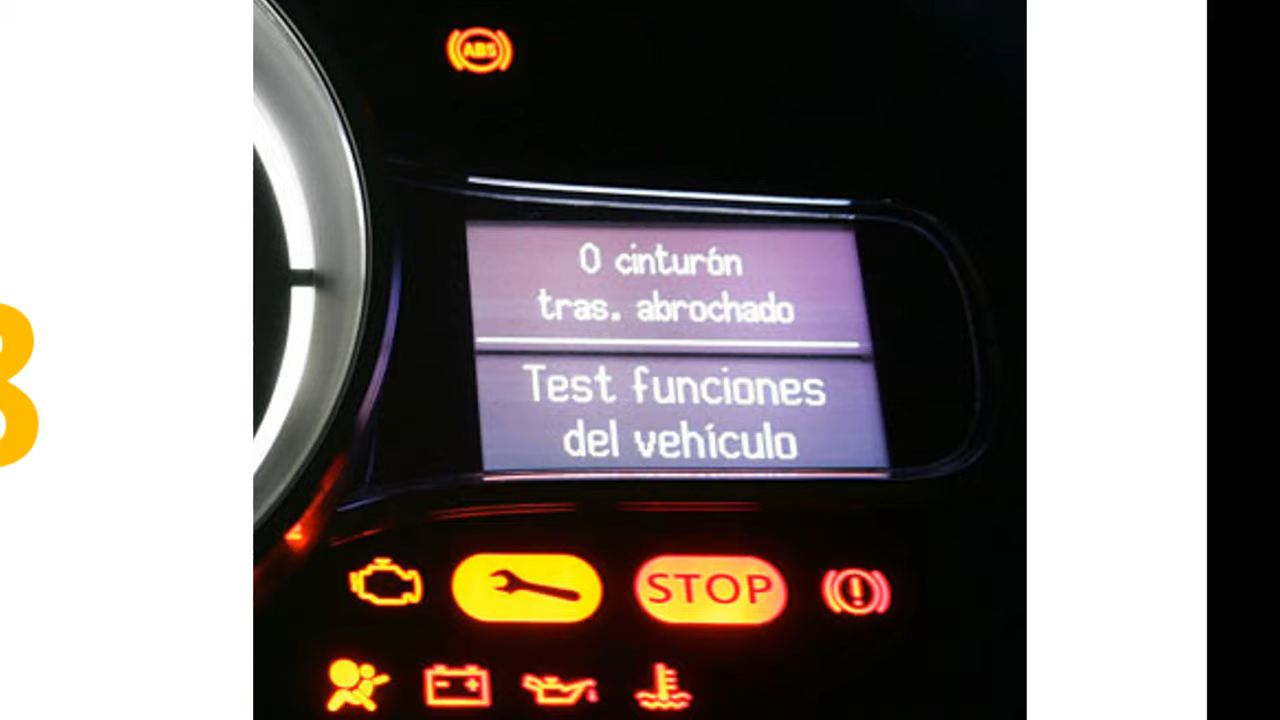 ABS
0 cinturón
tras. abrochado
Test funciones
del vehículo
STOP